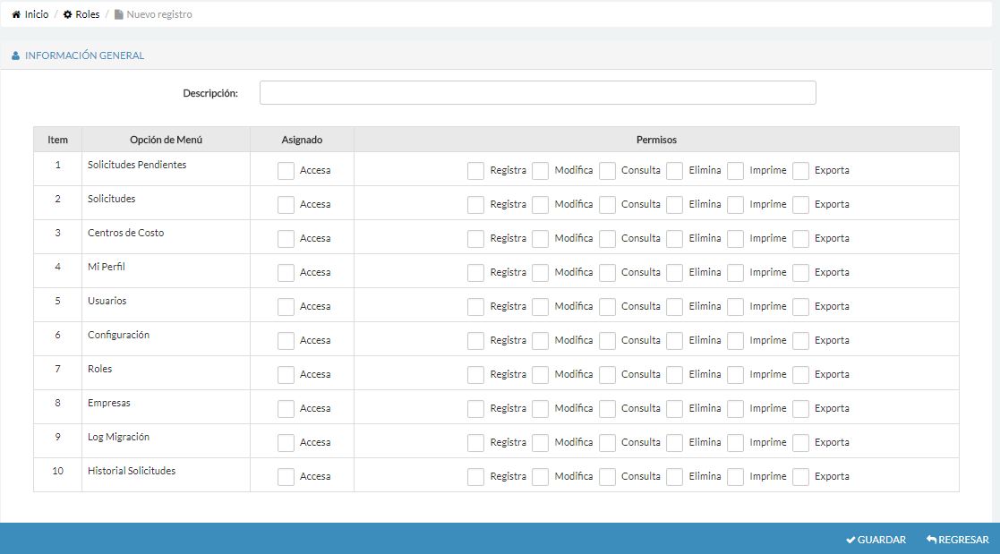 Inicio / Roles / Nuevo registro
INFORMACIÓN GENERAL
Descripción:
Item Opción de Menú Asignado Permisos
1 Solicitudes Pendientes Accesa Registra Modifica Consulta Elimina Imprime Exporta
2 Solicitudes Accesa Registra Modifica Consulta Elimina Imprime Exporta
3 Centros de Costo Accesa Registra Modifica Consulta Elimina Imprime Exporta
4 Mi Perfil Accesa Registra Modifica Consulta Elimina Imprime Exporta
5 Usuarios Accesa Registra Modifica Consulta Elimina Imprime Exporta
6 Configuración Accesa Registra Modifica Consulta Elimina Imprime Exporta
7 Roles Accesa Registra Modifica Consulta Elimina Imprime Exporta
8 Empresas Accesa Registra Modifica Consulta Elimina Imprime Exporta
9 Log Migración Accesa Registra Modifica Consulta Elimina Imprime Exporta
10 Historial Solicitudes Accesa Registra Modifica Consulta Elimina Imprime Exporta
GUARDAR REGRESAR